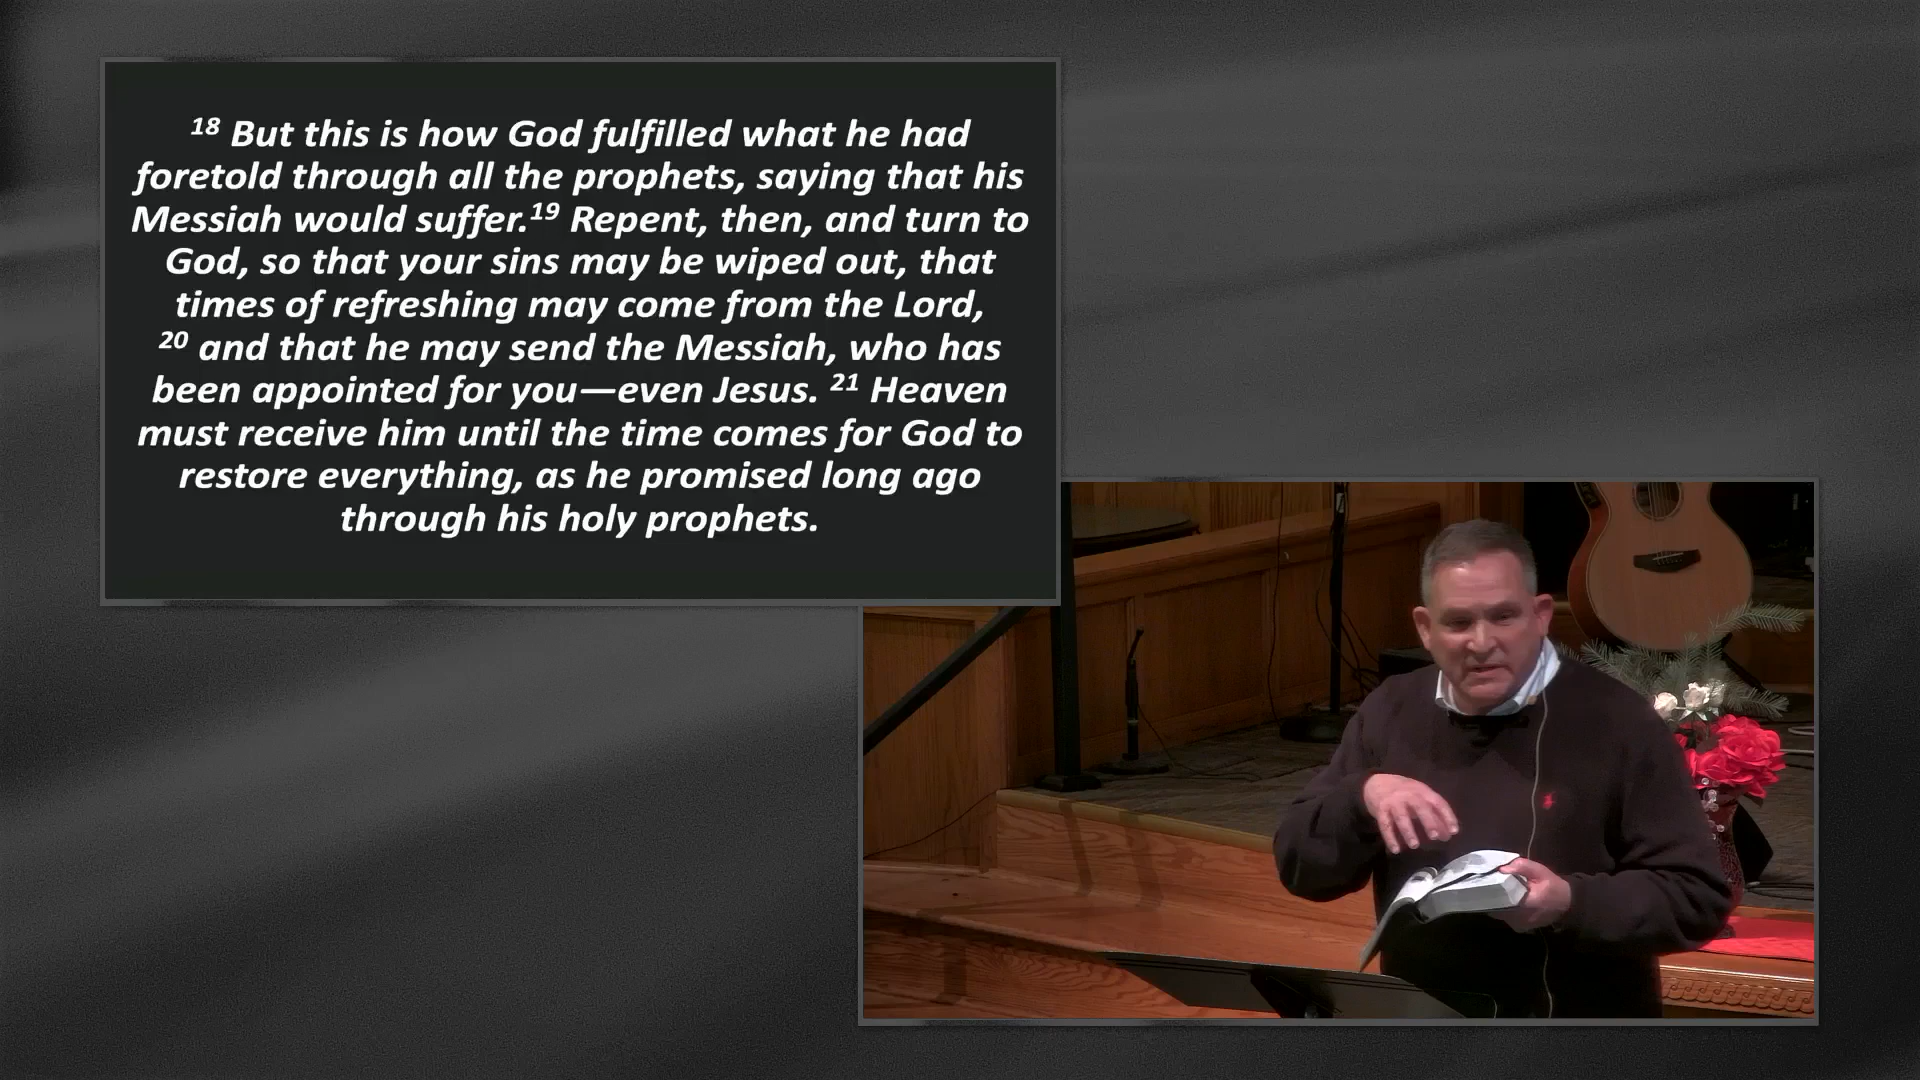 18 But this is how God fulfilled what he had
foretold through all the prophets, saying that his
Messiah would suffer.19 Repent, then, and turn to
God, so that your sins may be wiped out, that
times of refreshing may come from the Lord,
20 and that he may send the Messiah, who has
been appointed for you—even Jesus. 21 Heaven
must receive him until the time comes for God to
restore everything, as he promised long ago
through his holy prophets.